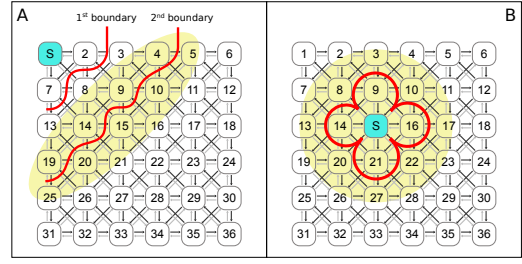 A
1st boundary
2nd boundary
S 2 3 4 5 6
7 8 9 10 11 12
13 14 15 16 17 18
19 20 21 22 23 24
25 26 27 28 29 30
31 32 33 34 35 36
B
1 2 3 4 5 6
7 8 9 10 11 12
13 14 S 16 17 18
19 20 21 22 23 24
25 26 27 28 29 30
31 32 33 34 35 36